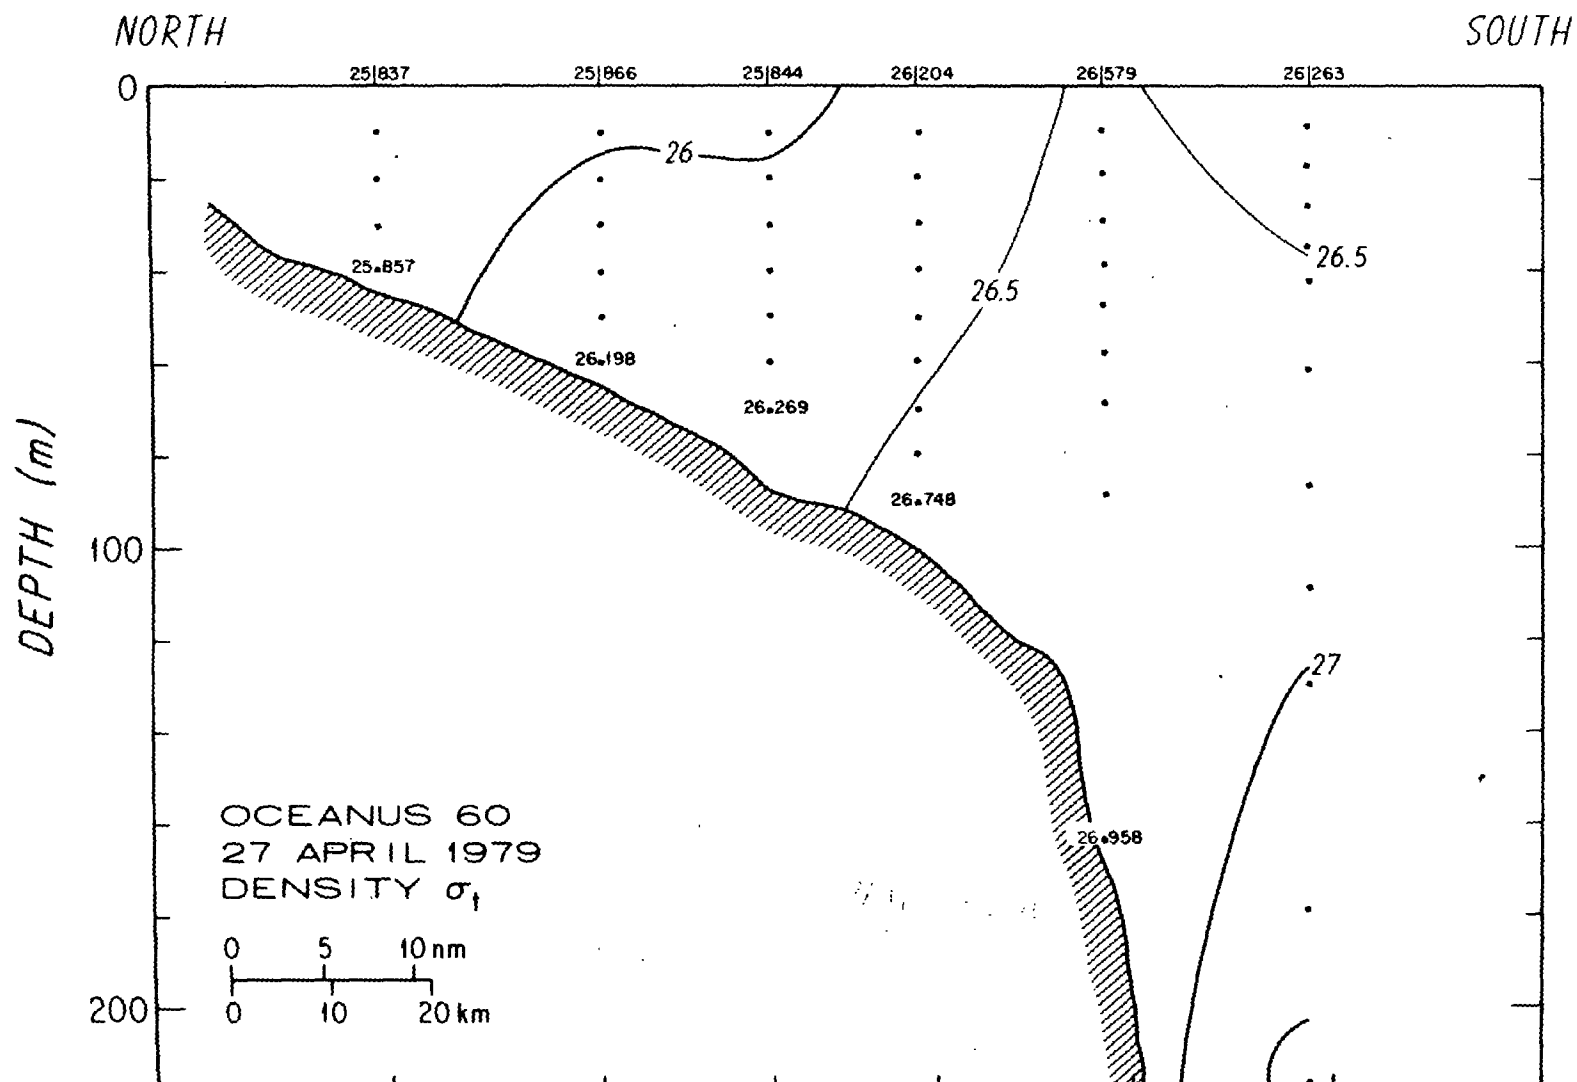 NORTH SOUTH
25|837 25|866 25|844 26|204 26|579 26|263
0
26
25.857
26.5
26.5
26.198
26.269
26.748
DEPTH (m)
100
27
26.958
OCEANUS 60
27 APRIL 1979
DENSITY σt
0 5 10 nm
0 10 20 km
200